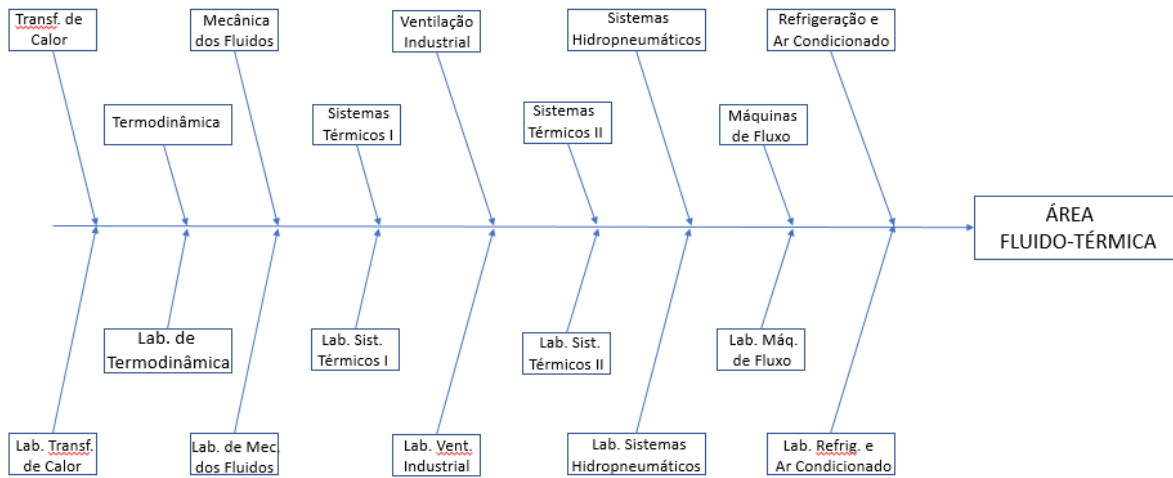 Transf. de
Calor
Mecânica
dos Fluidos
Ventilação
Industrial
Sistemas
Hidropneumáticos
Refrigeração e
Ar Condicionado
Termodinâmica
Sistemas
Térmicos I
Sistemas
Térmicos II
Máquinas
de Fluxo
ÁREA
FLUIDO-TÉRMICA
Lab. de
Termodinâmica
Lab. Sist.
Térmicos I
Lab. Sist.
Térmicos II
Lab. Máq.
de Fluxo
Lab. Transf.
de Calor
Lab. de Mec.
dos Fluidos
Lab. Vent.
Industrial
Lab. Sistemas
Hidropneumáticos
Lab. Refrig. e
Ar Condicionado